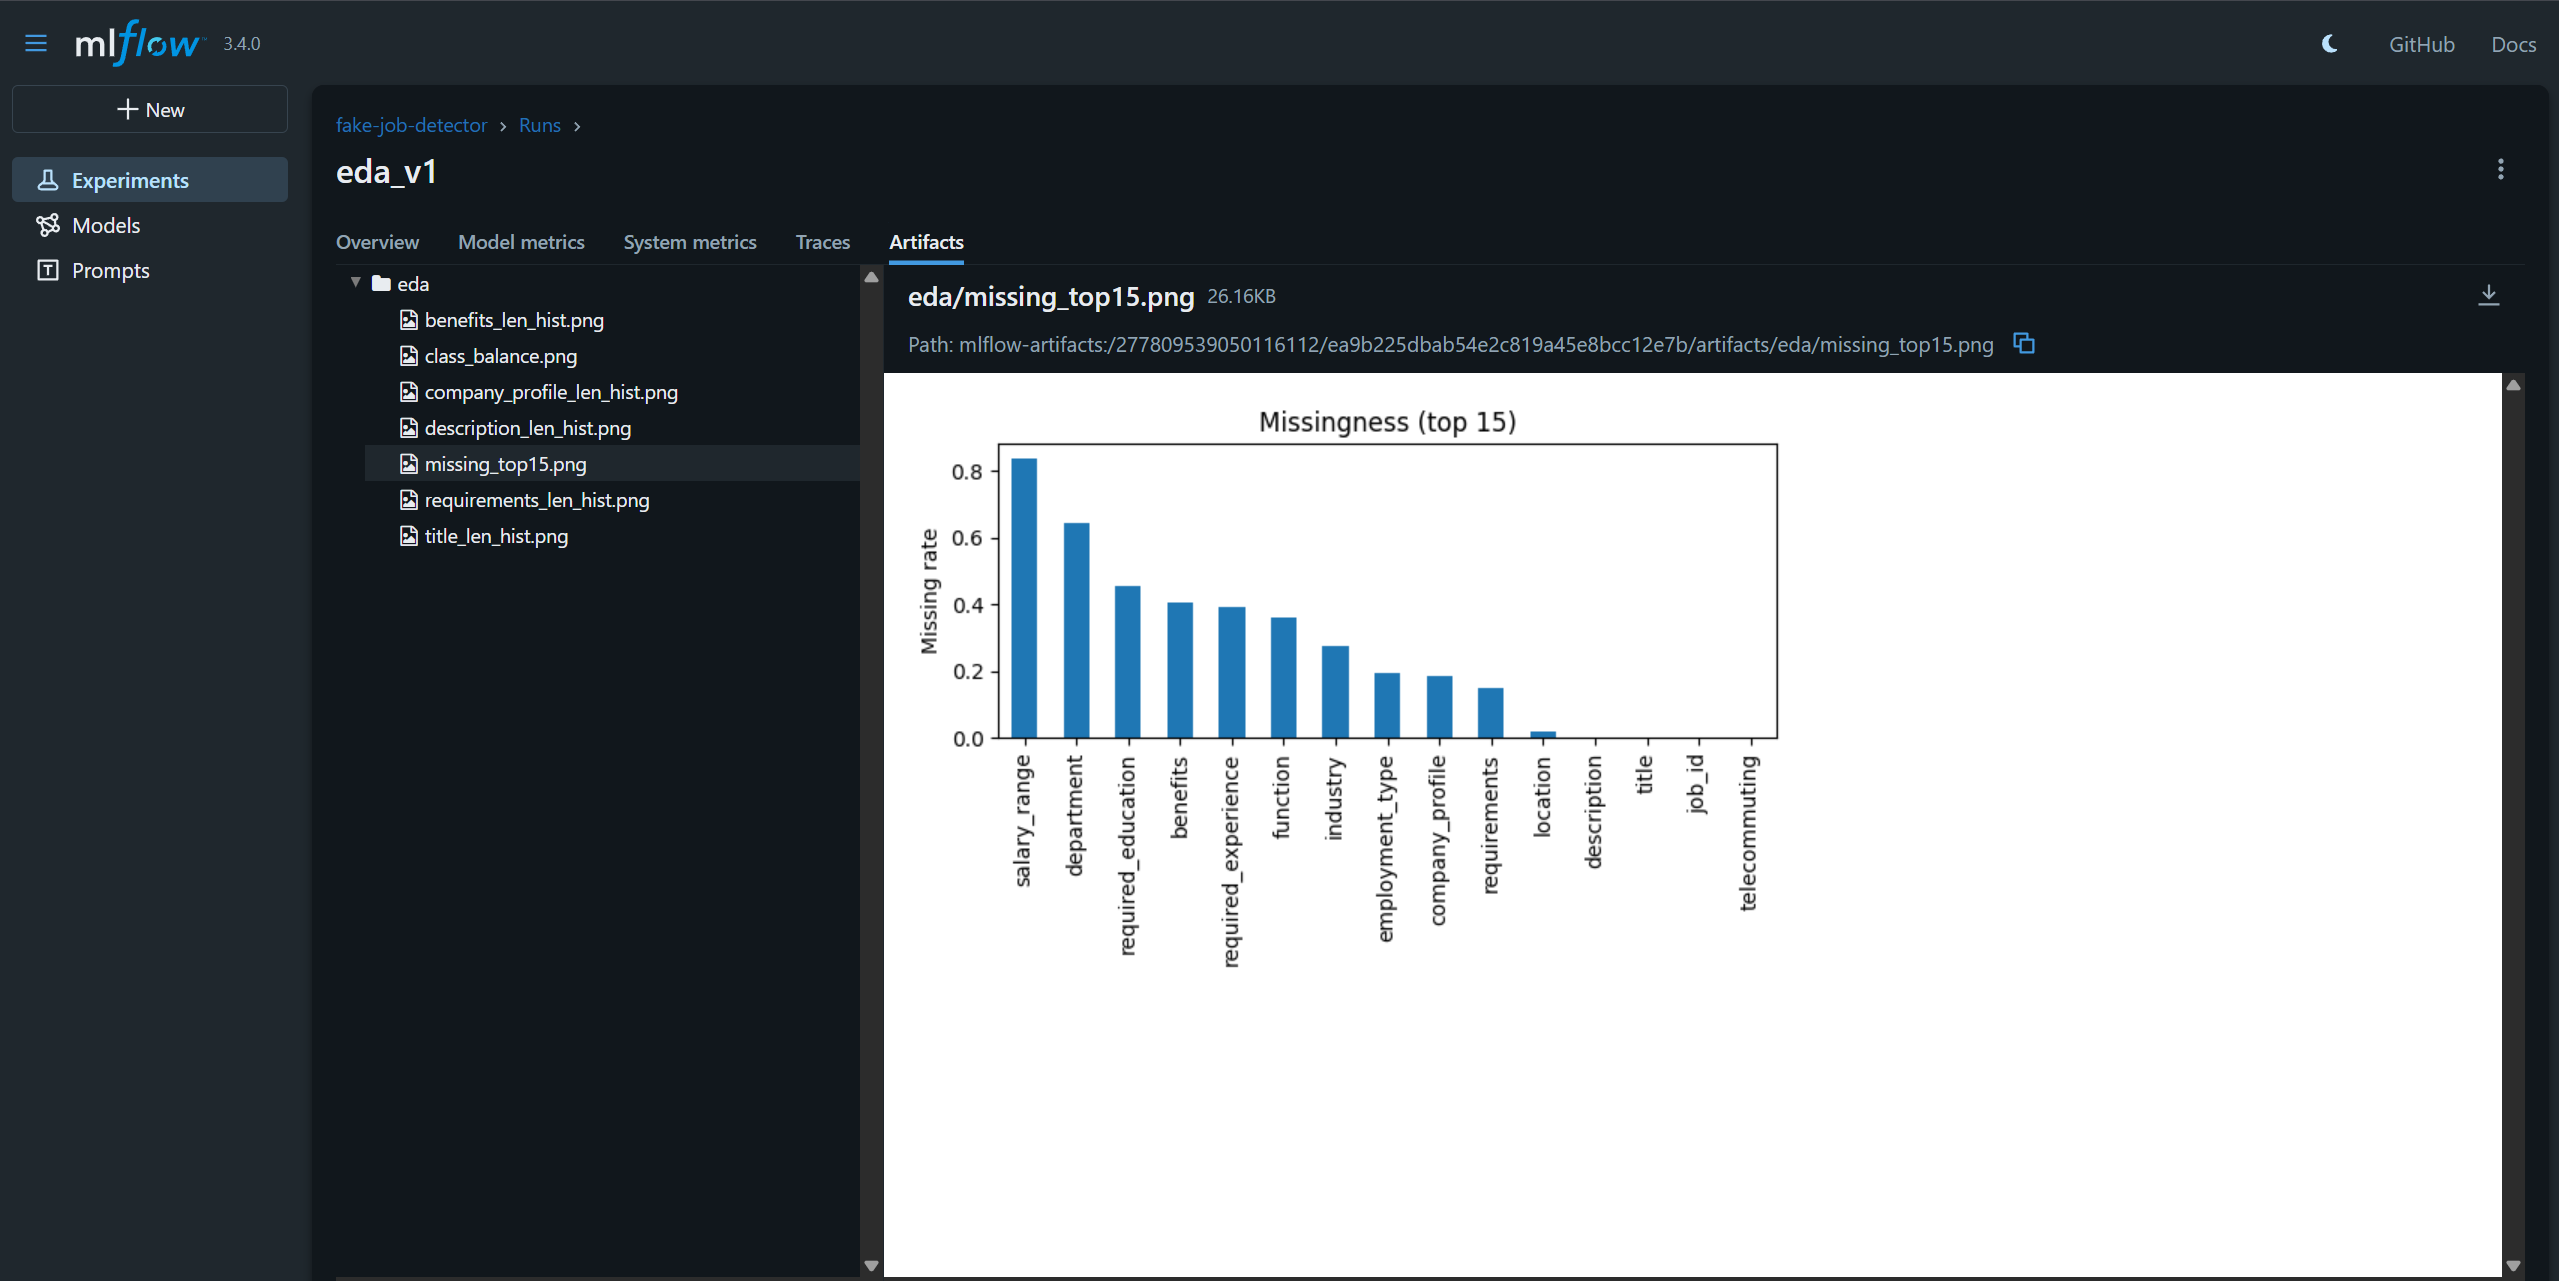 mlflow™ 3.4.0
GitHub
Docs
New
Experiments
Models
Prompts
fake-job-detector › Runs ›
eda_v1
Overview
Model metrics
System metrics
Traces
Artifacts
eda
benefits_len_hist.png
class_balance.png
company_profile_len_hist.png
description_len_hist.png
missing_top15.png
requirements_len_hist.png
title_len_hist.png
eda/missing_top15.png 26.16KB
Path: mlflow-artifacts:/277809539050116112/ea9b225dbab54e2c819a45e8bcc12e7b/artifacts/eda/missing_top15.png
Missingness (top 15)
Missing rate
0.8
0.6
0.4
0.2
0.0
salary_range
department
required_education
benefits
required_experience
function
industry
employment_type
company_profile
requirements
location
description
title
job_id
telecommuting